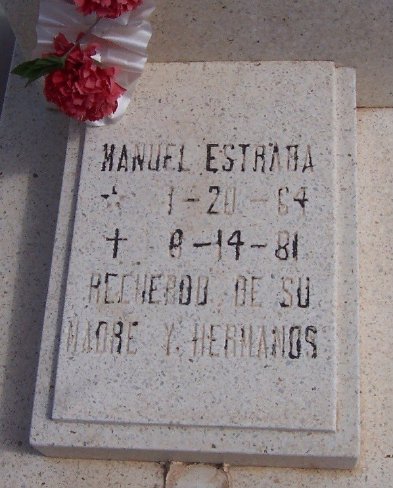 MANUEL ESTRADA
☆ 1-20-64
✝ 8-14-81
RECUERDO DE SU
MADRE Y HERMANOS